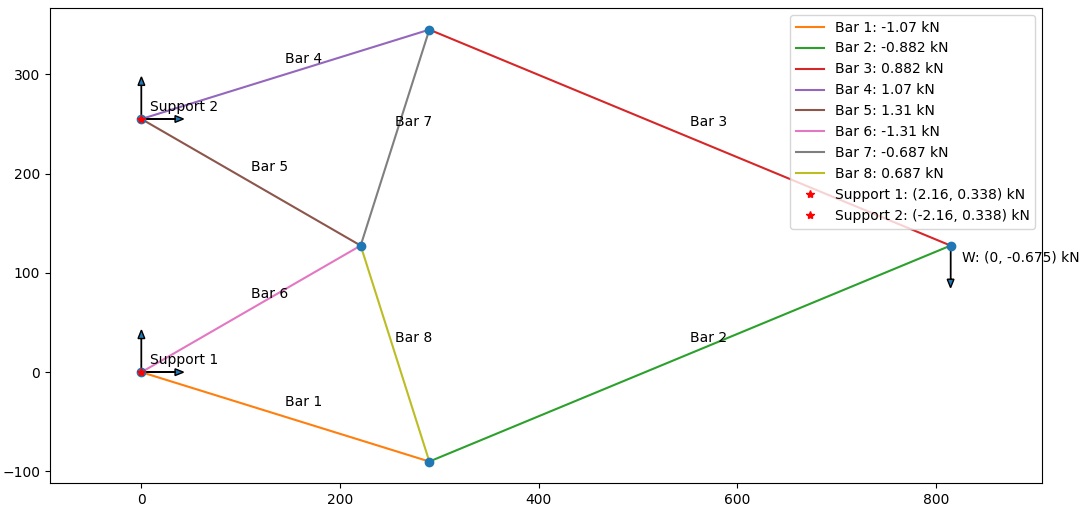 Bar 1: -1.07 kN
Bar 2: -0.882 kN
Bar 3: 0.882 kN
Bar 4: 1.07 kN
Bar 5: 1.31 kN
Bar 6: -1.31 kN
Bar 7: -0.687 kN
Bar 8: 0.687 kN
Support 1: (2.16, 0.338) kN
Support 2: (-2.16, 0.338) kN
Bar 4
Support 2
Bar 7
Bar 3
Bar 5
W: (0, -0.675) kN
Bar 6
Bar 8
Bar 2
Support 1
Bar 1
300
200
100
0
−100
0
200
400
600
800